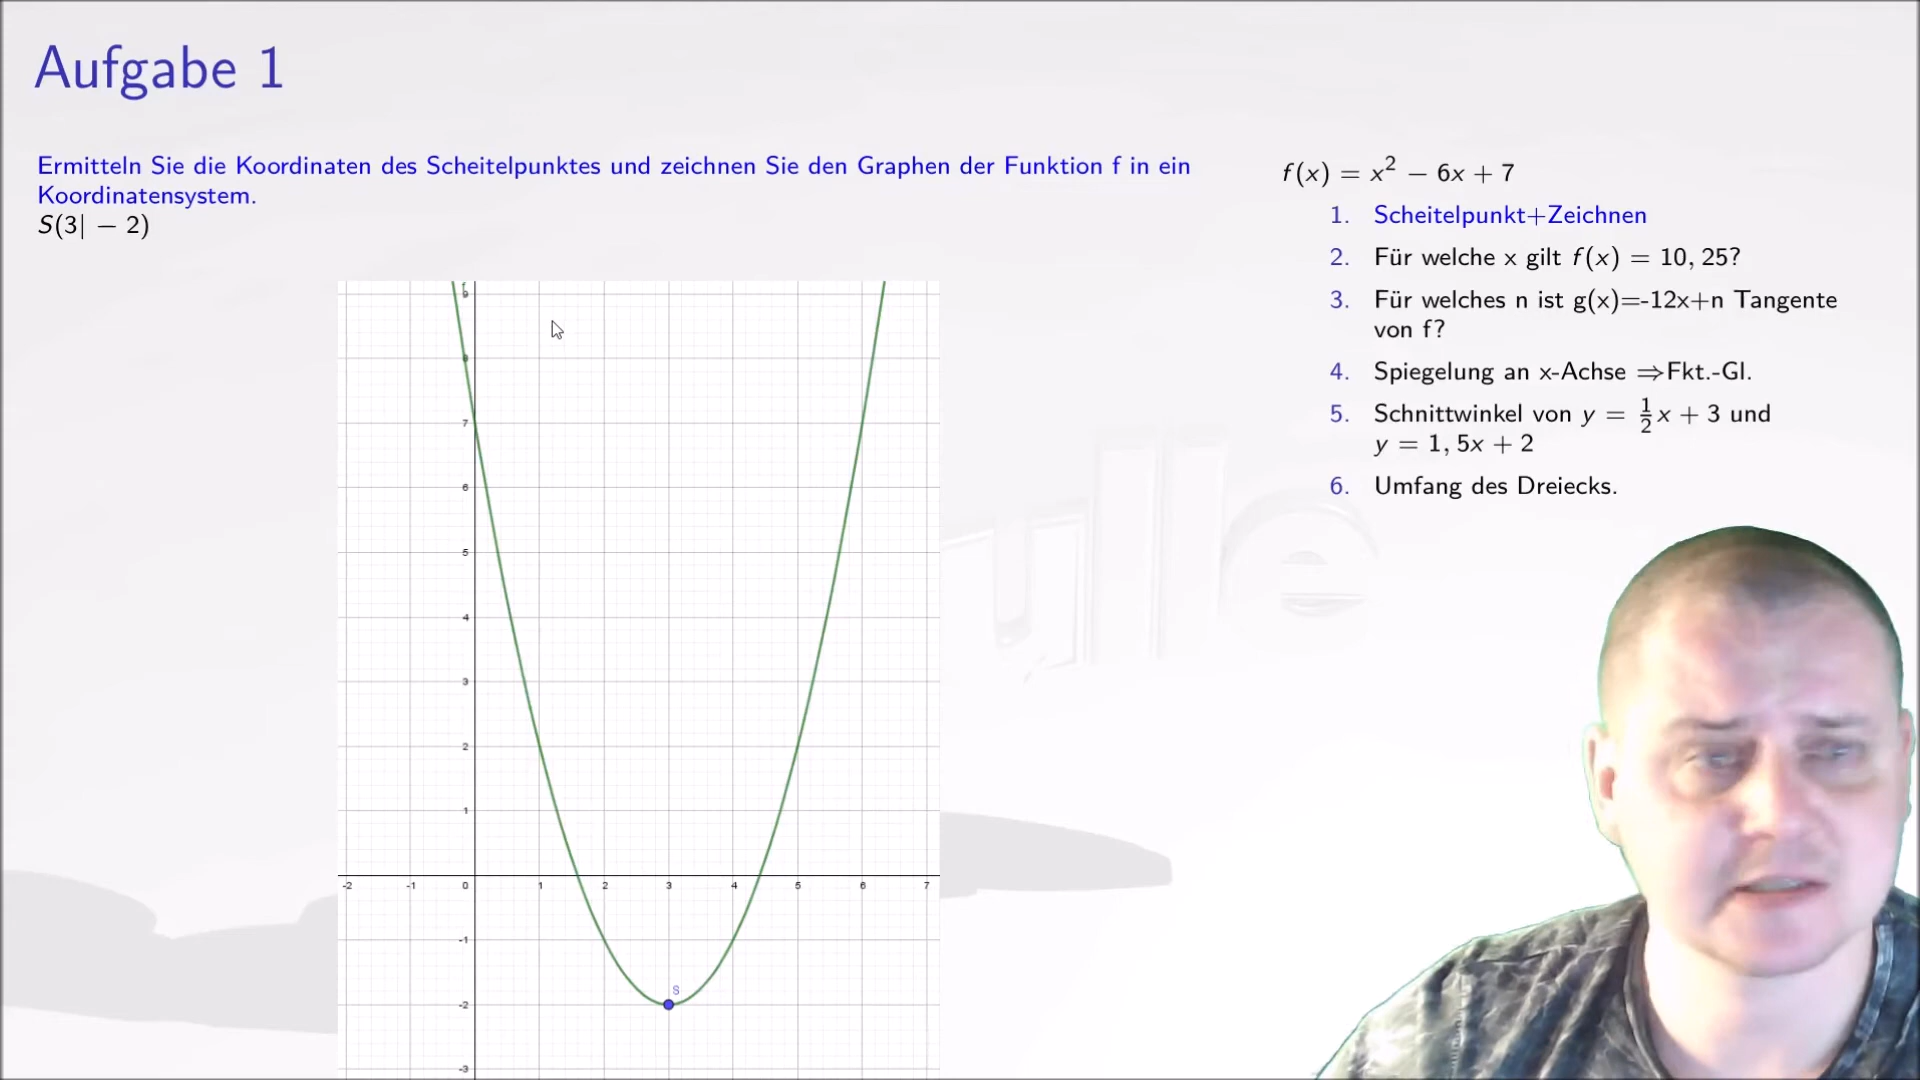 Aufgabe 1
Ermitteln Sie die Koordinaten des Scheitelpunktes und zeichnen Sie den Graphen der Funktion f in ein
Koordinatensystem.
S(3| − 2)
f(x) = x² − 6x + 7
1. Scheitelpunkt+Zeichnen
2. Für welche x gilt f(x) = 10, 25?
3. Für welches n ist g(x)=-12x+n Tangente
von f?
4. Spiegelung an x-Achse ⇒Fkt.-Gl.
5. Schnittwinkel von y = ½x + 3 und
y = 1, 5x + 2
6. Umfang des Dreiecks.
f
9
8
7
6
5
4
3
2
1
-2 -1 0 1 2 3 4 5 6 7
-1
S
-2
-3